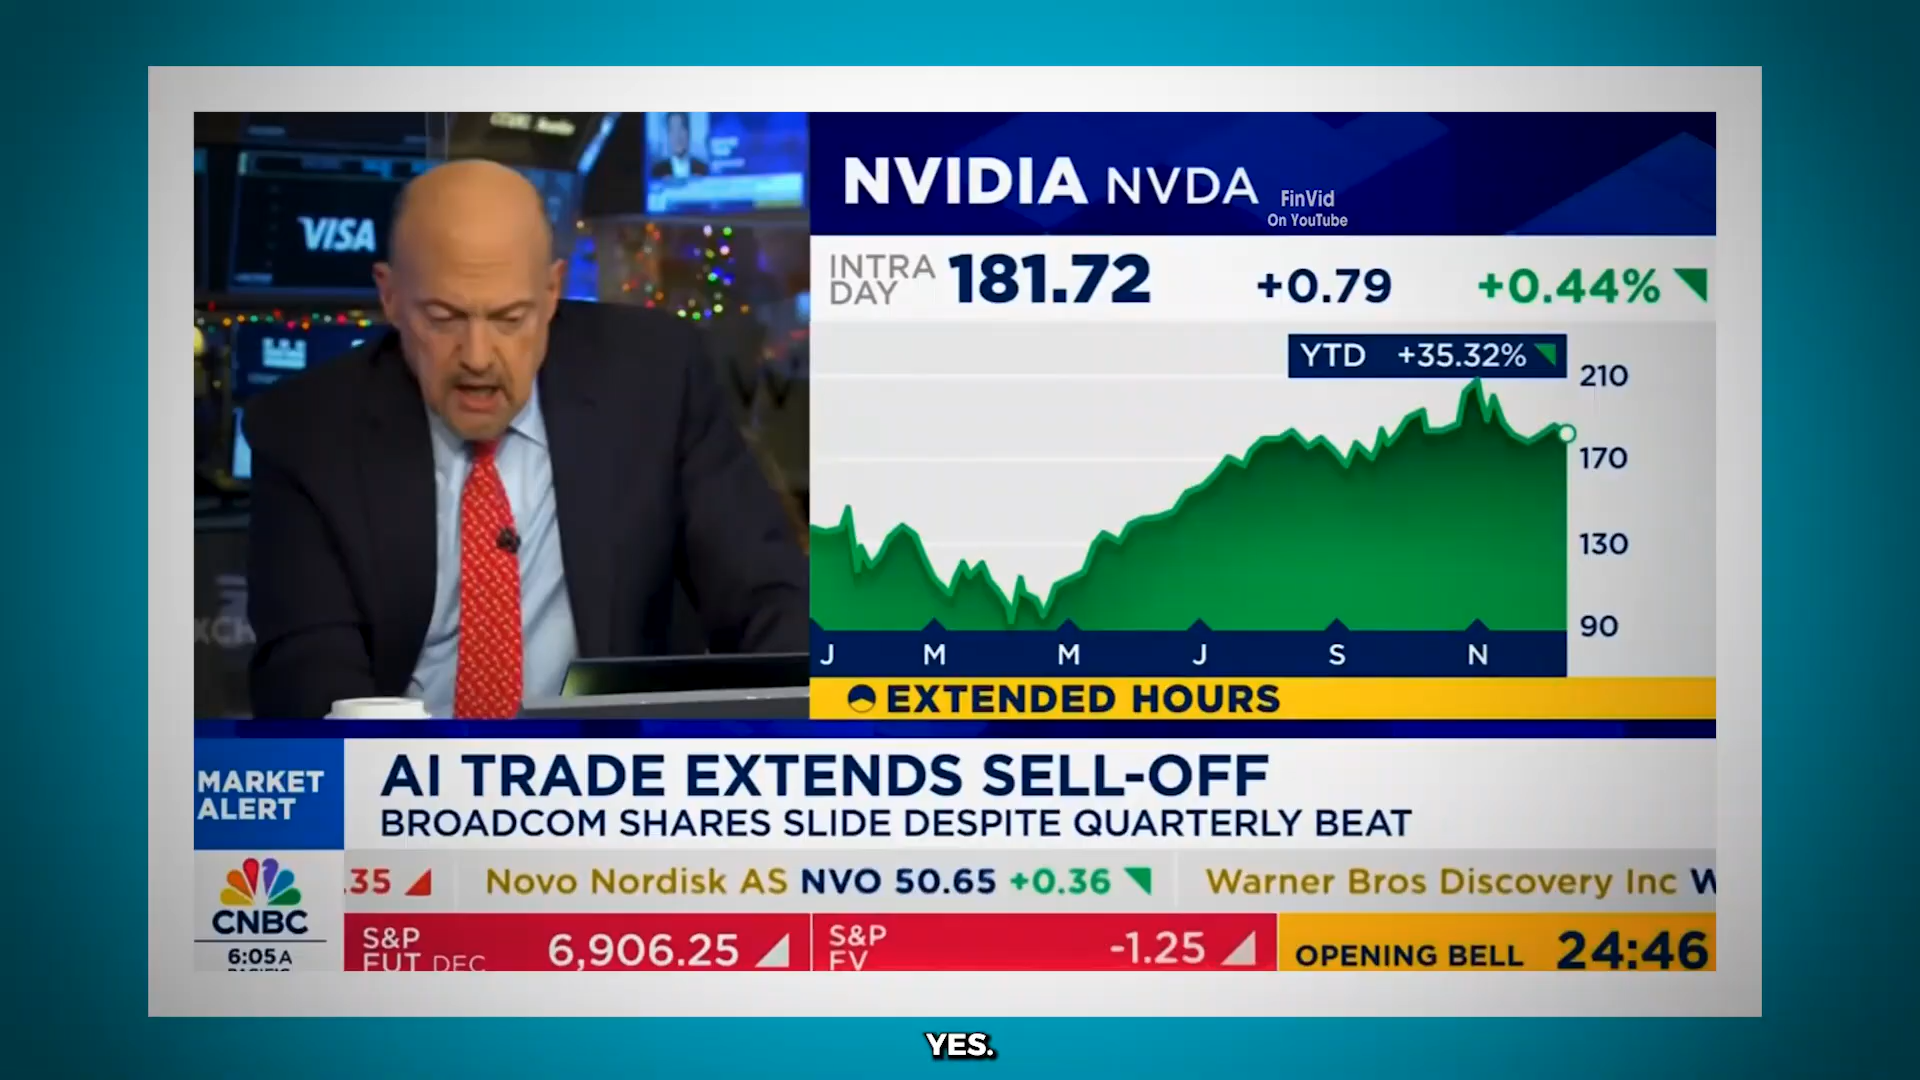 VISA
NVIDIA NVDA
FinVid
On YouTube
INTRA
DAY
181.72 +0.79 +0.44%
YTD +35.32%
210
170
130
90
J M M J S N
EXTENDED HOURS
MARKET
ALERT
AI TRADE EXTENDS SELL-OFF
BROADCOM SHARES SLIDE DESPITE QUARTERLY BEAT
.35 Novo Nordisk AS NVO 50.65 +0.36 Warner Bros Discovery Inc W
CNBC
6:05A
PACIFIC
S&P
FUT DEC 6,906.25
S&P
FV -1.25
OPENING BELL 24:46
YES.